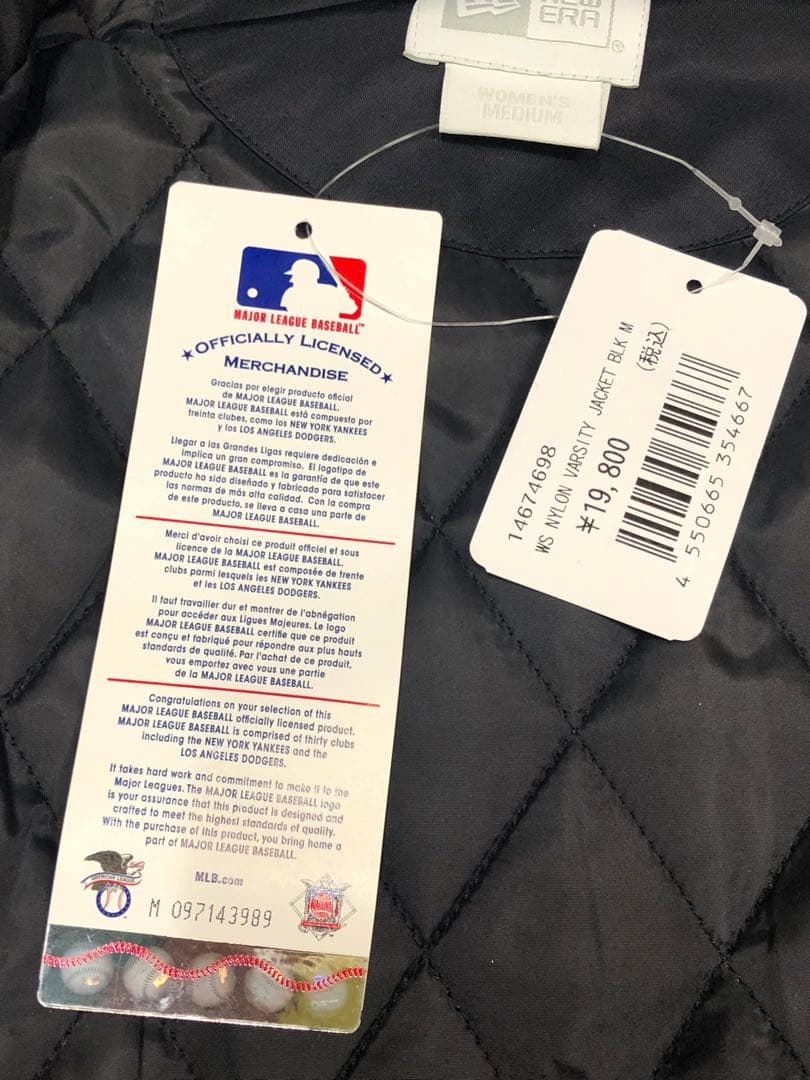 NEW
ERA
®
WOMEN'S
MEDIUM
MAJOR LEAGUE BASEBALL™
★OFFICIALLY LICENSED★
MERCHANDISE
Gracias por elegir producto oficial
de MAJOR LEAGUE BASEBALL.
MAJOR LEAGUE BASEBALL está compuesto por
treinta clubes, como los NEW YORK YANKEES
y los LOS ANGELES DODGERS.
Llegar a las Grandes Ligas requiere dedicación e
implica un gran compromiso. El logotipo de
MAJOR LEAGUE BASEBALL es la garantía de que este
producto ha sido diseñado y fabricado para satisfacer
las normas de más alta calidad. Con la compra
de este producto, se lleva a casa una parte de
MAJOR LEAGUE BASEBALL.
Merci d'avoir choisi ce produit officiel et sous
licence de la MAJOR LEAGUE BASEBALL.
MAJOR LEAGUE BASEBALL est composée de trente
clubs parmi lesquels les NEW YORK YANKEES
et les LOS ANGELES DODGERS.
Il faut travailler dur et montrer de l'abnégation
pour accéder aux Ligues Majeures. Le logo
MAJOR LEAGUE BASEBALL certifie que ce produit
est conçu et fabriqué pour répondre aux plus hauts
standards de qualité. Par l'achat de ce produit,
vous emportez avec vous une partie
de la MAJOR LEAGUE BASEBALL.
Congratulations on your selection of this
MAJOR LEAGUE BASEBALL officially licensed product.
MAJOR LEAGUE BASEBALL is comprised of thirty clubs
including the NEW YORK YANKEES and the
LOS ANGELES DODGERS.
It takes hard work and commitment to make it to the
Major Leagues. The MAJOR LEAGUE BASEBALL logo
is your assurance that this product is designed and
crafted to meet the highest standards of quality.
With the purchase of this product, you bring home a
part of MAJOR LEAGUE BASEBALL.
MLB.com
AMERICAN LEAGUE
NATIONAL
LEAGUE
M 097143989
14674698
WS NYLON VARSITY JACKET BLK M
¥19,800
(税込)
4 550665 354667